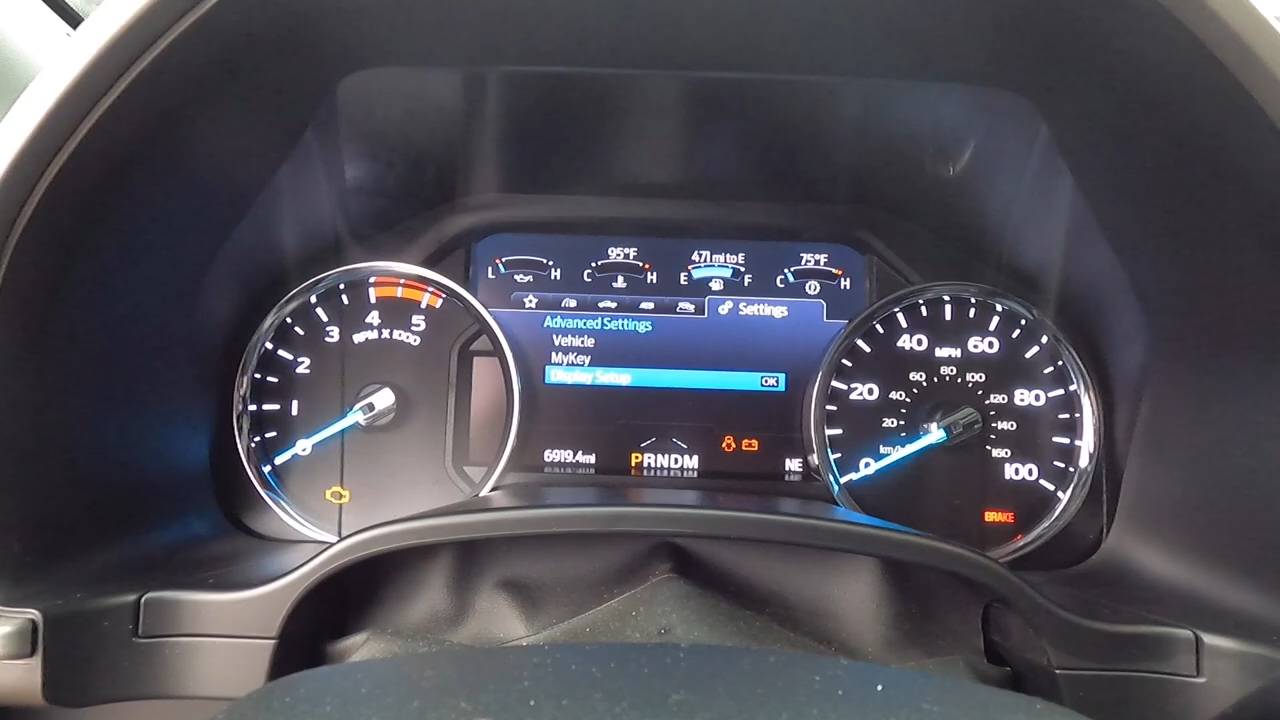 95°F 471 mi to E 75°F
L H C H E F C H
Settings
Advanced Settings
Vehicle
MyKey
Display Setup OK
6919.4mi PRNDM NE
0 1 2 3 4 5
RPM X 1000
0 20 40 60 80 100
MPH
20 40 60 80 100 120 140 160
km/h
BRAKE